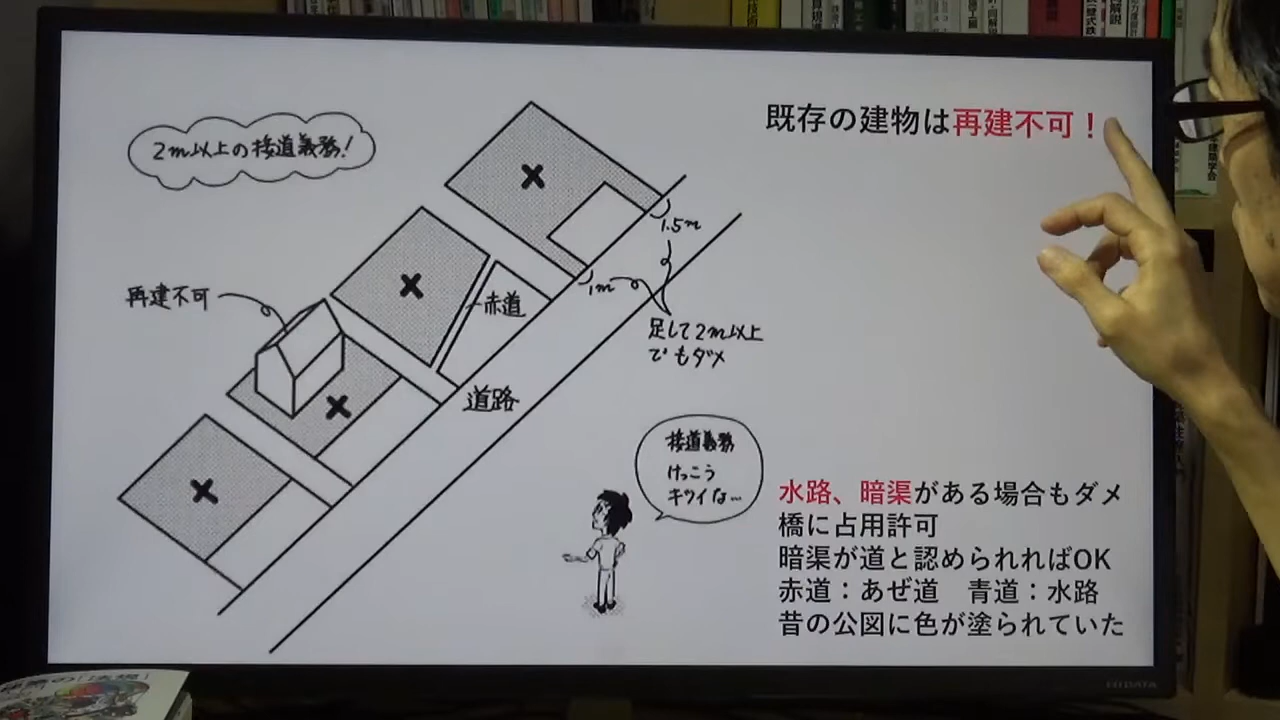 2m以上の接道義務!
既存の建物は再建不可！
1.5m
1m
再建不可
赤道
足して2m以上
でもダメ
道路
接道義務
けっこう
キツイな…
水路、暗渠がある場合もダメ
橋に占用許可
暗渠が道と認められればOK
赤道：あぜ道　青道：水路
昔の公図に色が塗られていた